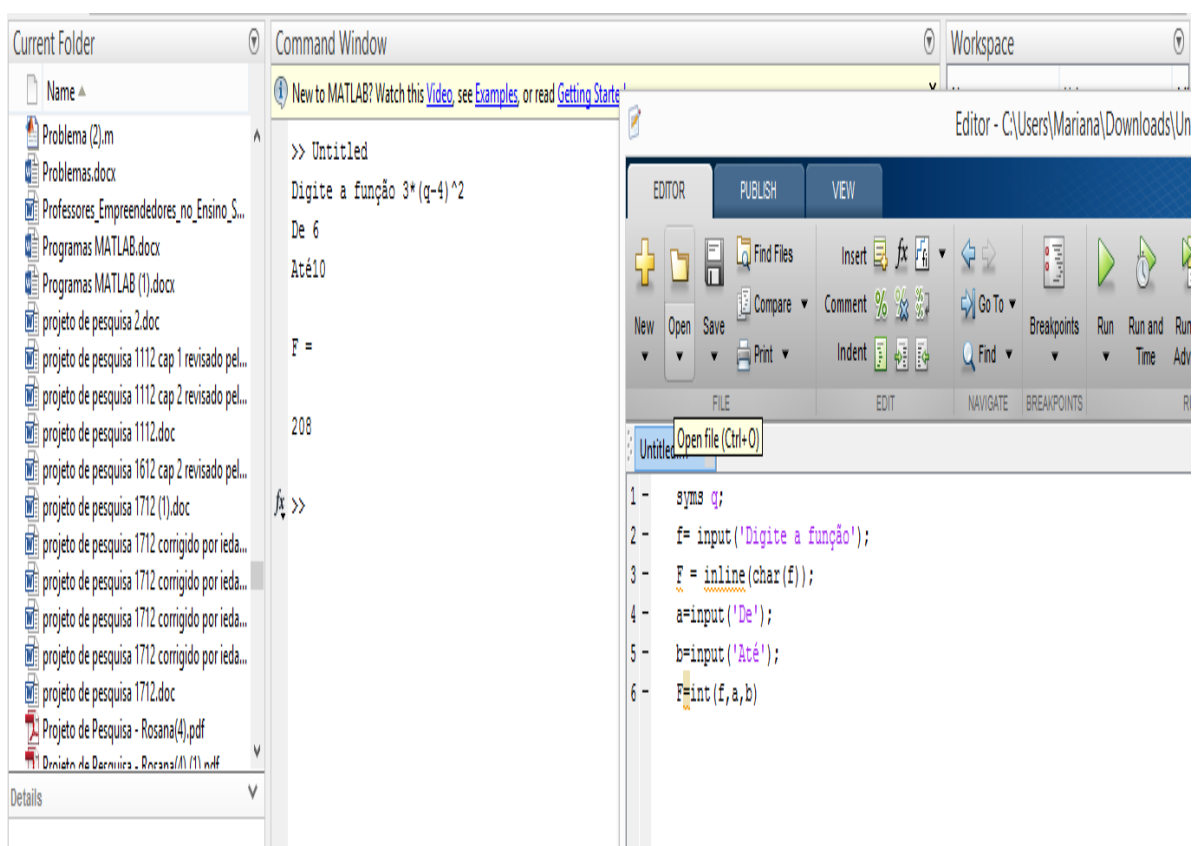 Current Folder
Name
Problema (2).m
Problemas.docx
Professores_Empreendedores_no_Ensino_S...
Programas MATLAB.docx
Programas MATLAB (1).docx
projeto de pesquisa 2.doc
projeto de pesquisa 1112 cap 1 revisado pel...
projeto de pesquisa 1112 cap 2 revisado pel...
projeto de pesquisa 1112.doc
projeto de pesquisa 1612 cap 2 revisado pel...
projeto de pesquisa 1712 (1).doc
projeto de pesquisa 1712 corrigido por ieda...
projeto de pesquisa 1712 corrigido por ieda...
projeto de pesquisa 1712 corrigido por ieda...
projeto de pesquisa 1712 corrigido por ieda...
projeto de pesquisa 1712.doc
Projeto de Pesquisa - Rosana(4).pdf
Projeto de Pesquisa - Rosana(4) (1).pdf
Details
Command Window
New to MATLAB? Watch this Video, see Examples, or read Getting Starte
>> Untitled
Digite a função 3*(q-4)^2
De 6
Até10
F =
208
fx >>
Workspace
Editor - C:\Users\Mariana\Downloads\Un
EDITOR PUBLISH VIEW
New Open Save
Find Files
Compare
Print
Insert fx
Comment
Indent
Go To
Find
Breakpoints
Run
Run and Time
Run
Adv
FILE EDIT NAVIGATE BREAKPOINTS R
Open file (Ctrl+O)
1 - syms q;
2 - f= input('Digite a função');
3 - F = inline(char(f));
4 - a=input('De');
5 - b=input('Até');
6 - F=int(f,a,b)